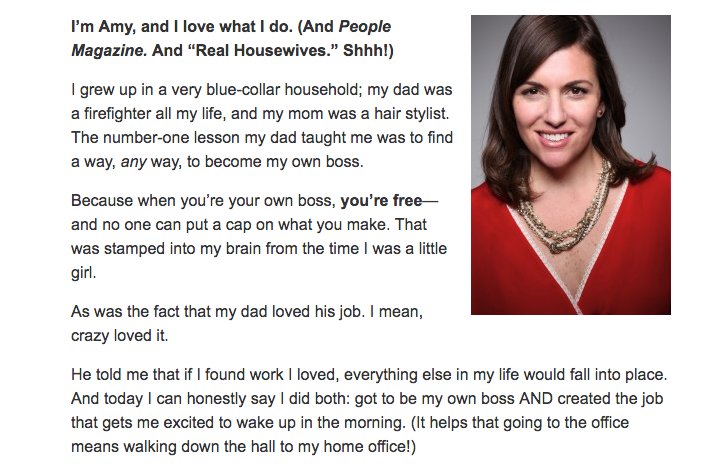 I’m Amy, and I love what I do. (And People
Magazine. And “Real Housewives.” Shhh!)
I grew up in a very blue-collar household; my dad was
a firefighter all my life, and my mom was a hair stylist.
The number-one lesson my dad taught me was to find
a way, any way, to become my own boss.
Because when you’re your own boss, you’re free—
and no one can put a cap on what you make. That
was stamped into my brain from the time I was a little
girl.
As was the fact that my dad loved his job. I mean,
crazy loved it.
He told me that if I found work I loved, everything else in my life would fall into place.
And today I can honestly say I did both: got to be my own boss AND created the job
that gets me excited to wake up in the morning. (It helps that going to the office
means walking down the hall to my home office!)